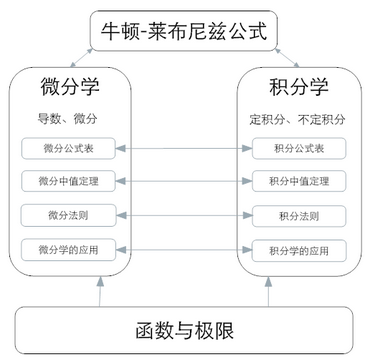 牛顿-莱布尼兹公式
微分学
积分学
导数、微分
定积分、不定积分
微分公式表
积分公式表
微分中值定理
积分中值定理
微分法则
积分法则
微分学的应用
积分学的应用
函数与极限